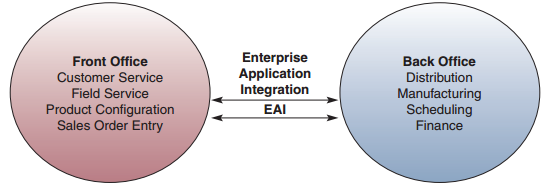 Front Office
Customer Service
Field Service
Product Configuration
Sales Order Entry
Enterprise
Application
Integration
EAI
Back Office
Distribution
Manufacturing
Scheduling
Finance